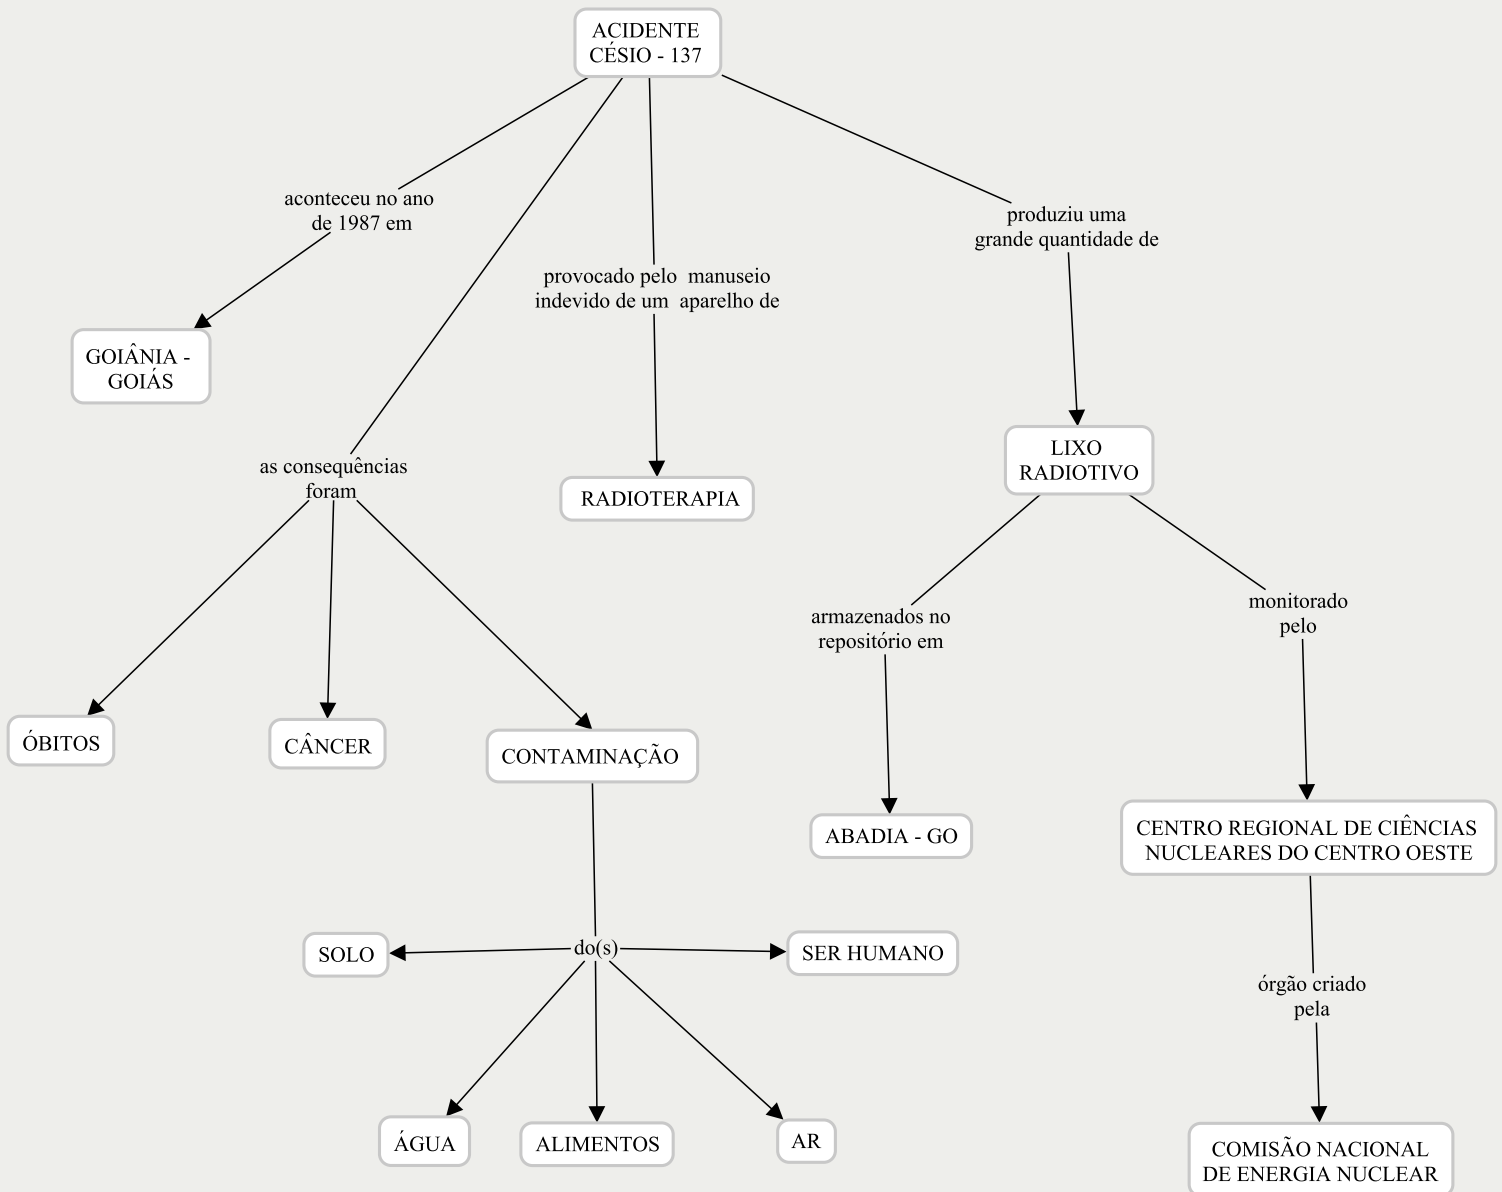 ACIDENTE
CÉSIO - 137
aconteceu no ano
de 1987 em
produziu uma
grande quantidade de
provocado pelo manuseio
indevido de um aparelho de
GOIÂNIA -
GOIÁS
LIXO
RADIOTIVO
as consequências
foram
RADIOTERAPIA
armazenados no
repositório em
monitorado
pelo
ÓBITOS
CÂNCER
CONTAMINAÇÃO
ABADIA - GO
CENTRO REGIONAL DE CIÊNCIAS
NUCLEARES DO CENTRO OESTE
SOLO
do(s)
SER HUMANO
órgão criado
pela
ÁGUA
ALIMENTOS
AR
COMISÃO NACIONAL
DE ENERGIA NUCLEAR